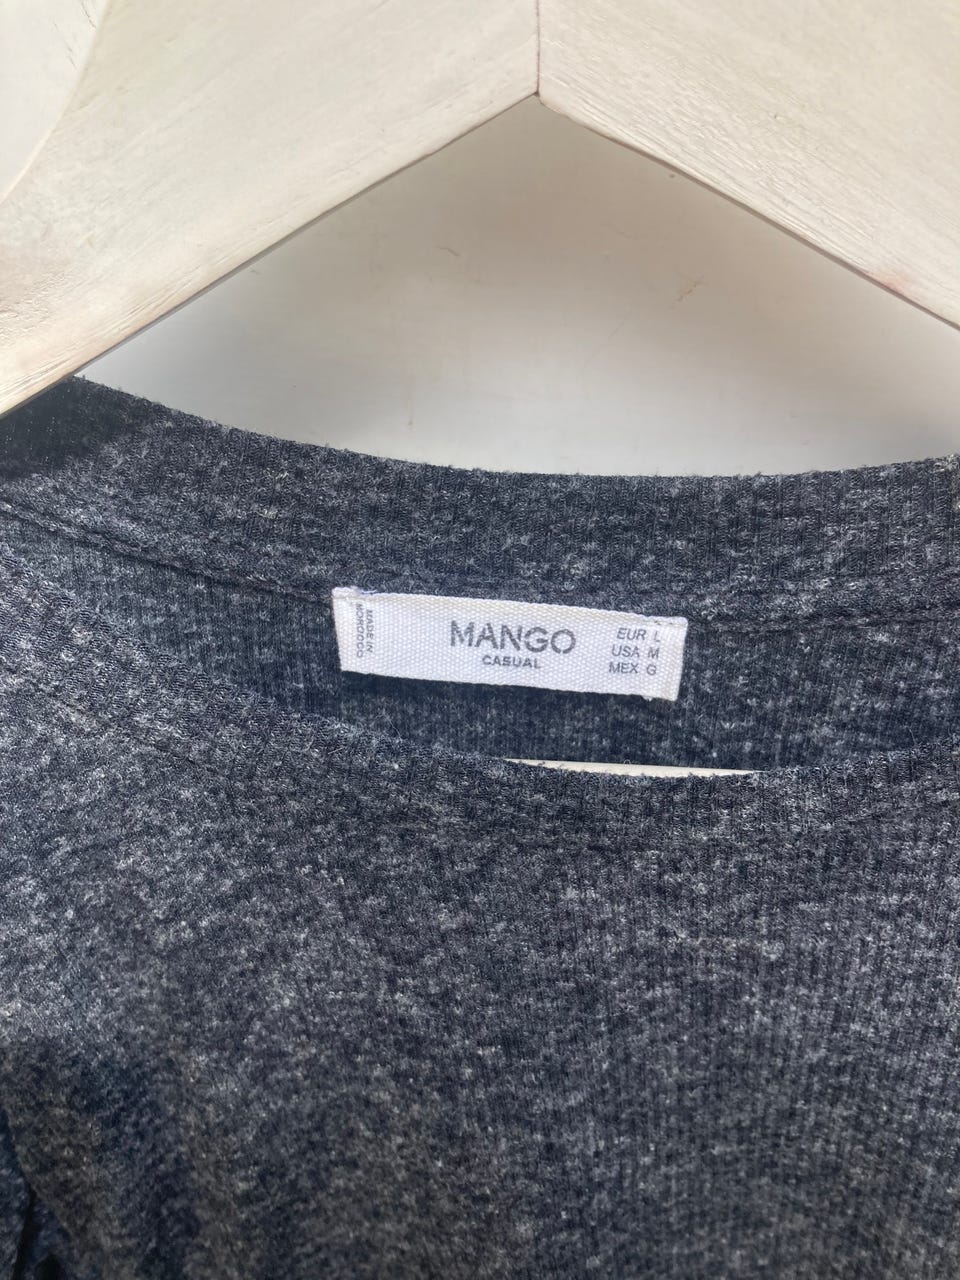 MADE IN
MOROCCO
MANGO
CASUAL
EUR L
USA M
MEX G